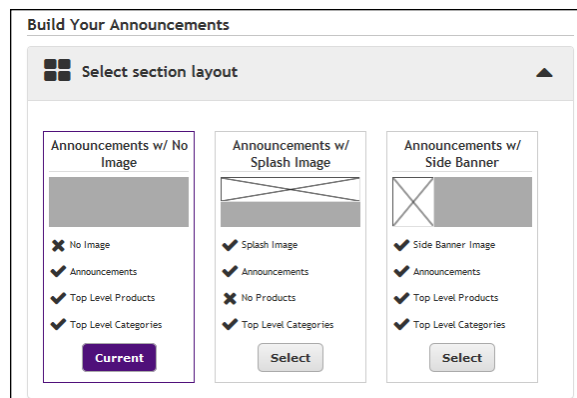 Build Your Announcements
Select section layout
Announcements w/ No
Image
No Image
Announcements
Top Level Products
Top Level Categories
Current
Announcements w/
Splash Image
Splash Image
Announcements
No Products
Top Level Categories
Select
Announcements w/
Side Banner
Side Banner Image
Announcements
Top Level Products
Top Level Categories
Select